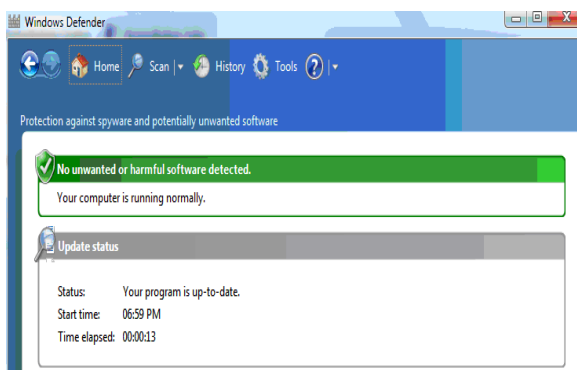 Windows Defender
Home Scan History Tools ?
Protection against spyware and potentially unwanted software
No unwanted or harmful software detected.
Your computer is running normally.
Update status
Status: Your program is up-to-date.
Start time: 06:59 PM
Time elapsed: 00:00:13